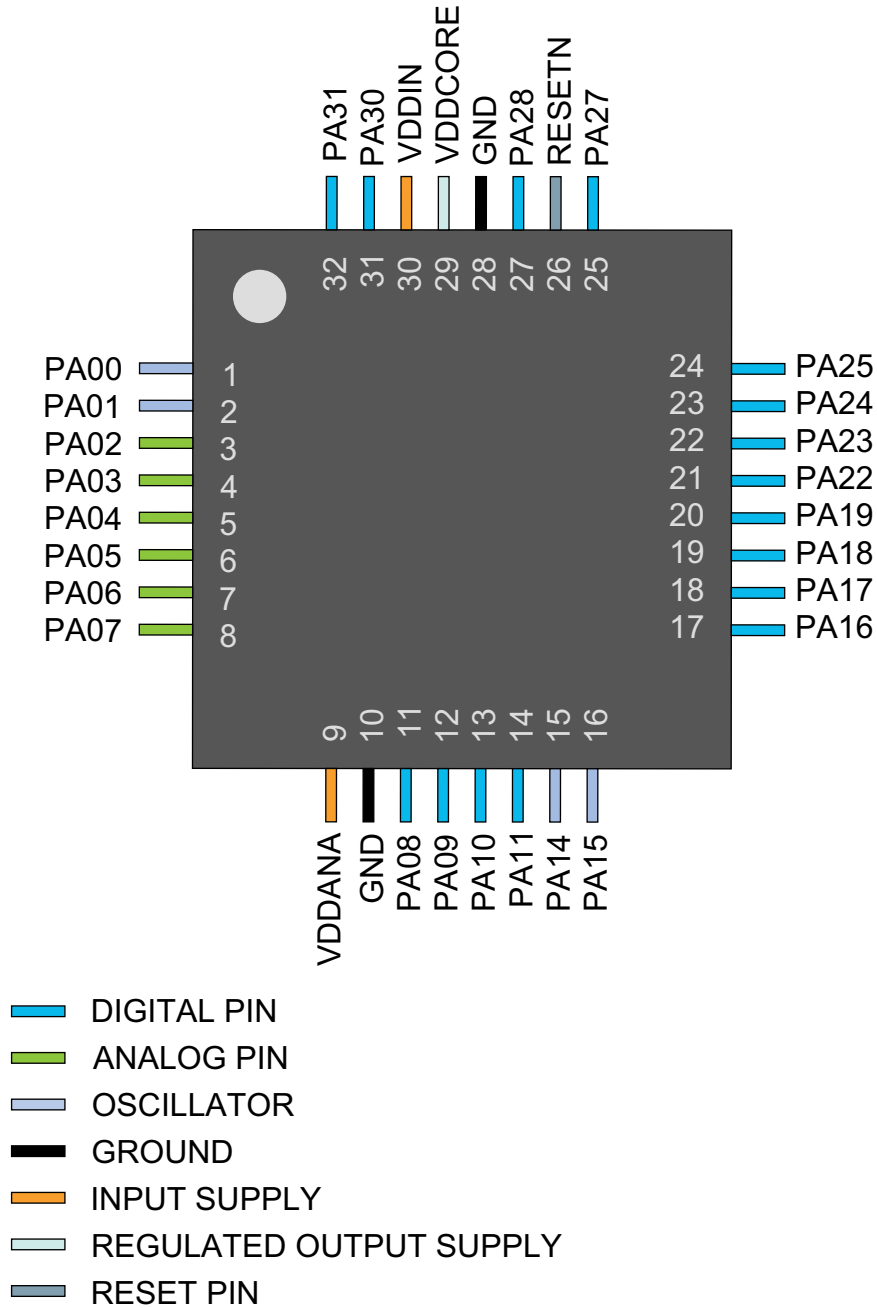 PA31
PA30
VDDIN
VDDCORE
GND
PA28
RESETN
PA27
32
31
30
29
28
27
26
25
PA00 1
PA01 2
PA02 3
PA03 4
PA04 5
PA05 6
PA06 7
PA07 8
24 PA25
23 PA24
22 PA23
21 PA22
20 PA19
19 PA18
18 PA17
17 PA16
9
10
11
12
13
14
15
16
VDDANA
GND
PA08
PA09
PA10
PA11
PA14
PA15
DIGITAL PIN
ANALOG PIN
OSCILLATOR
GROUND
INPUT SUPPLY
REGULATED OUTPUT SUPPLY
RESET PIN